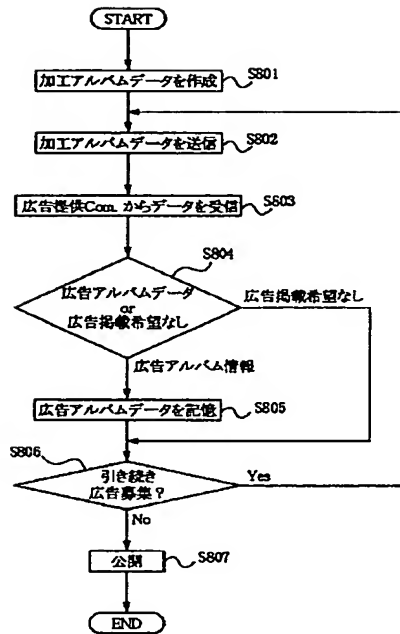 START
加工アルバムデータを作成
S801
加工アルバムデータを送信
S802
広告提供Com. からデータを受信
S803
S804
広告アルバムデータ
or
広告掲載希望なし
広告掲載希望なし
広告アルバム情報
広告アルバムデータを記憶
S805
S806
引き続き
広告募集？
Yes
No
公開
S807
END